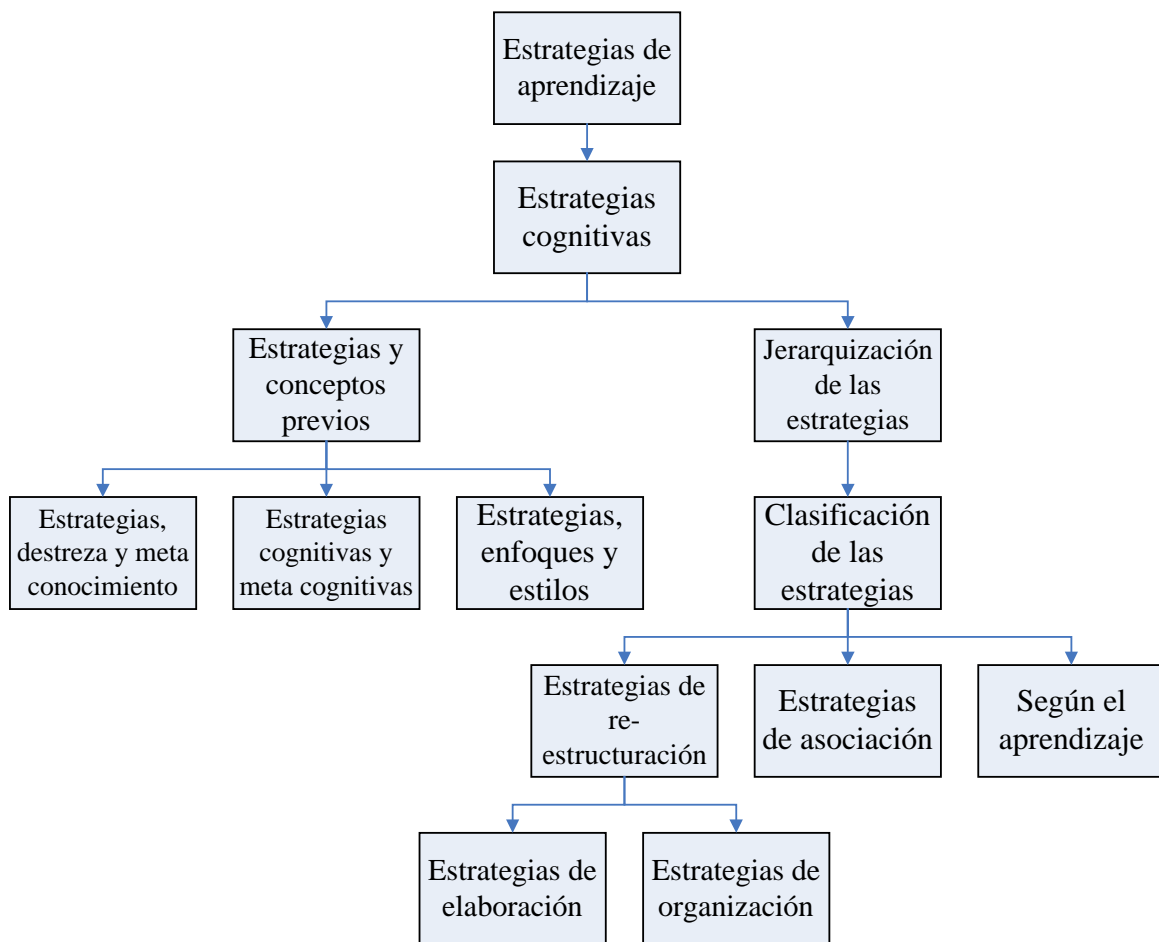 Estrategias de
aprendizaje
Estrategias
cognitivas
Estrategias y
conceptos
previos
Jerarquización
de las
estrategias
Estrategias,
destreza y meta
conocimiento
Estrategias
cognitivas y
meta cognitivas
Estrategias,
enfoques y
estilos
Clasificación
de las
estrategias
Estrategias de
re-
estructuración
Estrategias
de asociación
Según el
aprendizaje
Estrategias de
elaboración
Estrategias de
organización